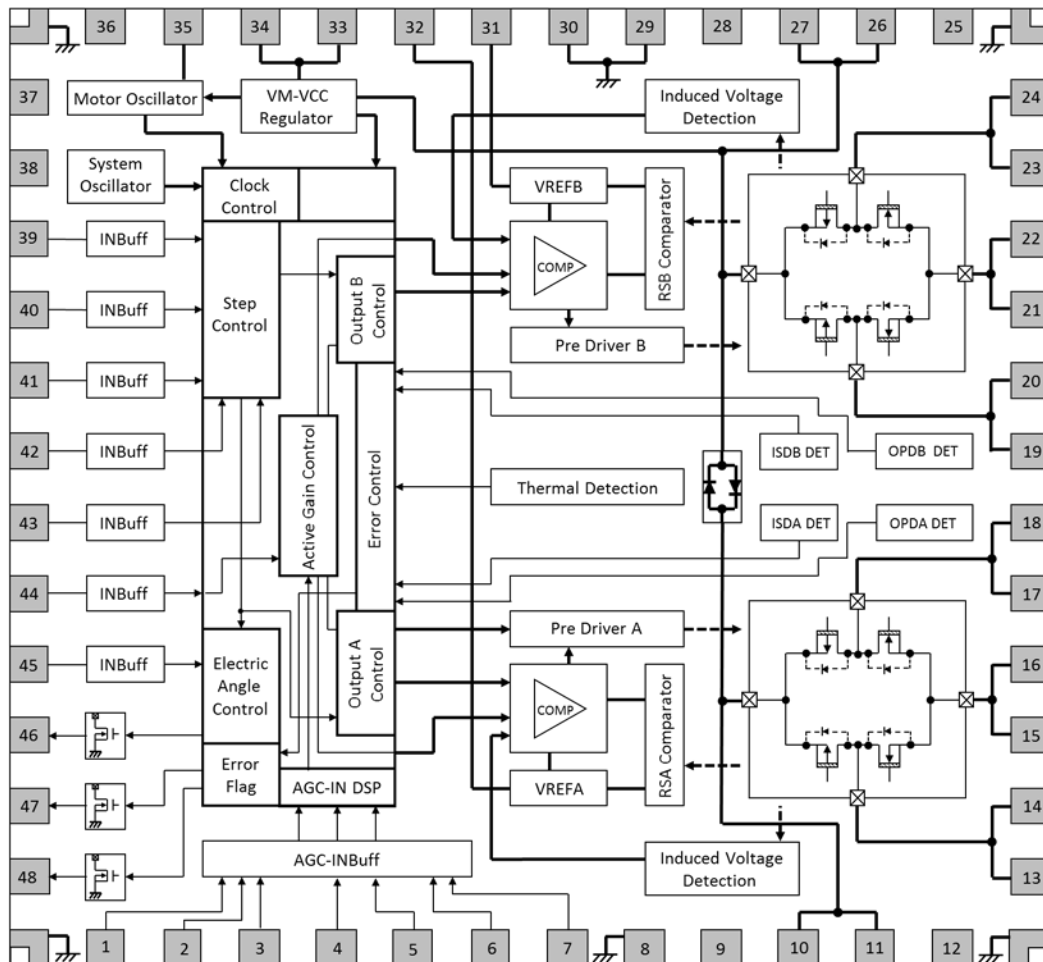 36
35
34
33
32
31
30
29
28
27
26
25
37
Motor Oscillator
VM-VCC
Regulator
Induced Voltage
Detection
24
38
System
Oscillator
Clock
Control
VREFB
RSB Comparator
23
39
INBuff
Step
Control
Output B
Control
COMP
22
40
INBuff
Pre Driver B
21
41
INBuff
20
42
INBuff
Active Gain Control
Error Control
ISDB DET
OPDB DET
19
Thermal Detection
43
INBuff
ISDA DET
OPDA DET
18
44
INBuff
17
45
INBuff
Electric
Angle
Control
Output A
Control
Pre Driver A
RSA Comparator
16
46
COMP
15
47
Error
Flag
AGC-IN DSP
VREFA
14
48
AGC-INBuff
Induced Voltage
Detection
13
1
2
3
4
5
6
7
8
9
10
11
12